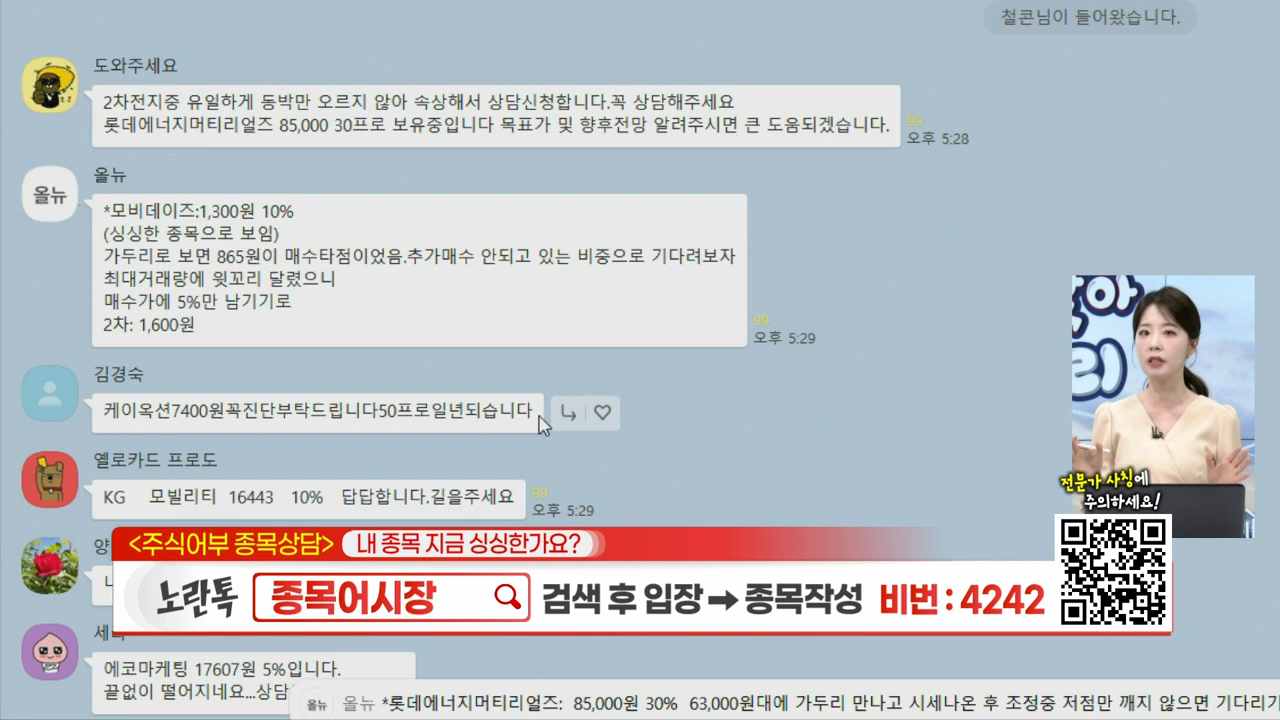 철콘님이 들어왔습니다.
도와주세요
2차전지중 유일하게 동박만 오르지 않아 속상해서 상담신청합니다.꼭 상담해주세요
롯데에너지머티리얼즈 85,000 30프로 보유중입니다 목표가 및 향후전망 알려주시면 큰 도움되겠습니다.
99
오후 5:28
올뉴
올뉴
*모비데이즈:1,300원 10%
(싱싱한 종목으로 보임)
가두리로 보면 865원이 매수타점이었음.추가매수 안되고 있는 비중으로 기다려보자
최대거래량에 윗꼬리 달렸으니
매수가에 5%만 남기기로
2차: 1,600원
99
오후 5:29
김경숙
케이옥션7400원꼭진단부탁드립니다50프로일년되습니다
옐로카드 프로도
KG 모빌리티 16443 10% 답답합니다.길을주세요
99
오후 5:29
양
전문가 사칭에
주의하세요!
<주식어부 종목상담> 내 종목 지금 싱싱한가요?
노란톡 종목어시장 검색 후 입장 → 종목작성 비번 : 4242
에코마케팅 17607원 5%입니다.
끝없이 떨어지네요...상담
올뉴 올뉴 *롯데에너지머티리얼즈: 85,000원 30% 63,000원대에 가두리 만나고 시세나온 후 조정중 저점만 깨지 않으면 기다리기